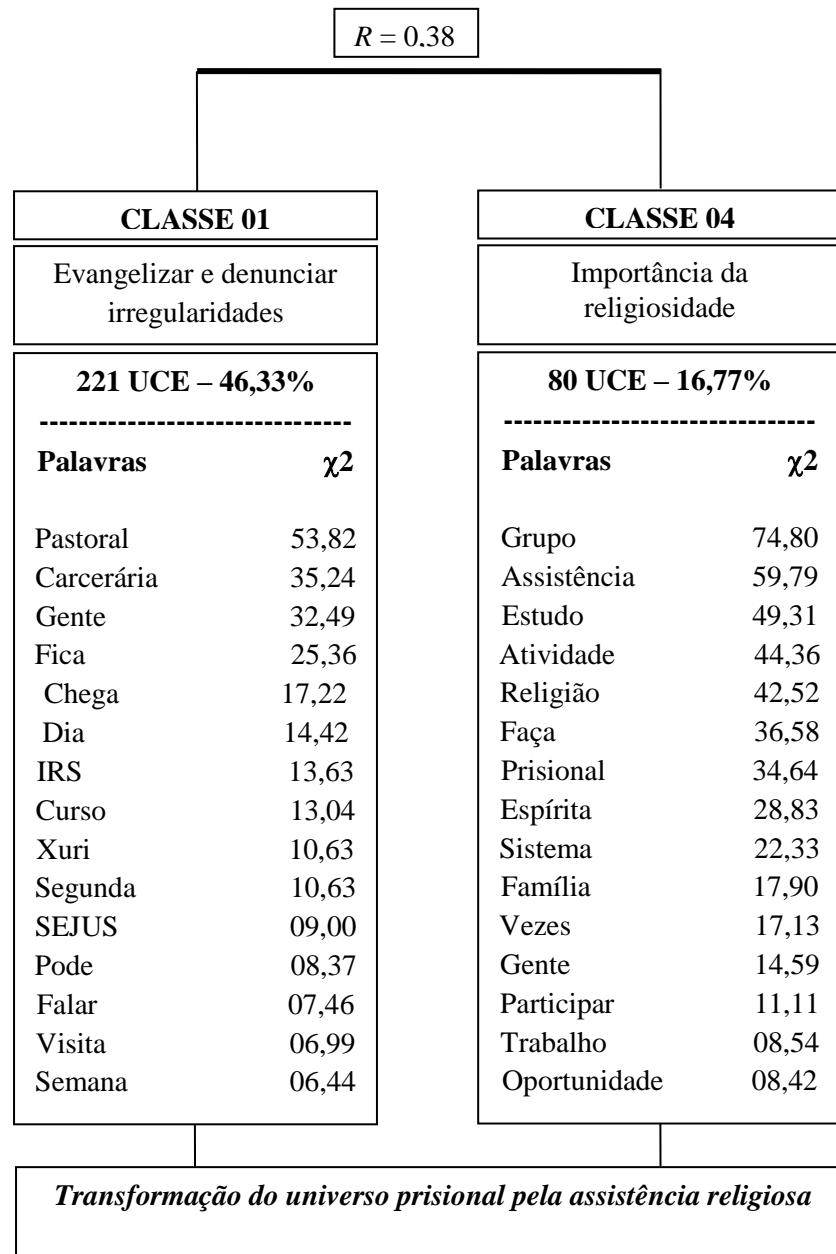 R = 0,38
CLASSE 01
Evangelizar e denunciar
irregularidades
221 UCE – 46,33%
---------------------------------
Palavras χ2
Pastoral 53,82
Carcerária 35,24
Gente 32,49
Fica 25,36
Chega 17,22
Dia 14,42
IRS 13,63
Curso 13,04
Xuri 10,63
Segunda 10,63
SEJUS 09,00
Pode 08,37
Falar 07,46
Visita 06,99
Semana 06,44
CLASSE 04
Importância da
religiosidade
80 UCE – 16,77%
---------------------------------
Palavras χ2
Grupo 74,80
Assistência 59,79
Estudo 49,31
Atividade 44,36
Religião 42,52
Faça 36,58
Prisional 34,64
Espírita 28,83
Sistema 22,33
Família 17,90
Vezes 17,13
Gente 14,59
Participar 11,11
Trabalho 08,54
Oportunidade 08,42
Transformação do universo prisional pela assistência religiosa